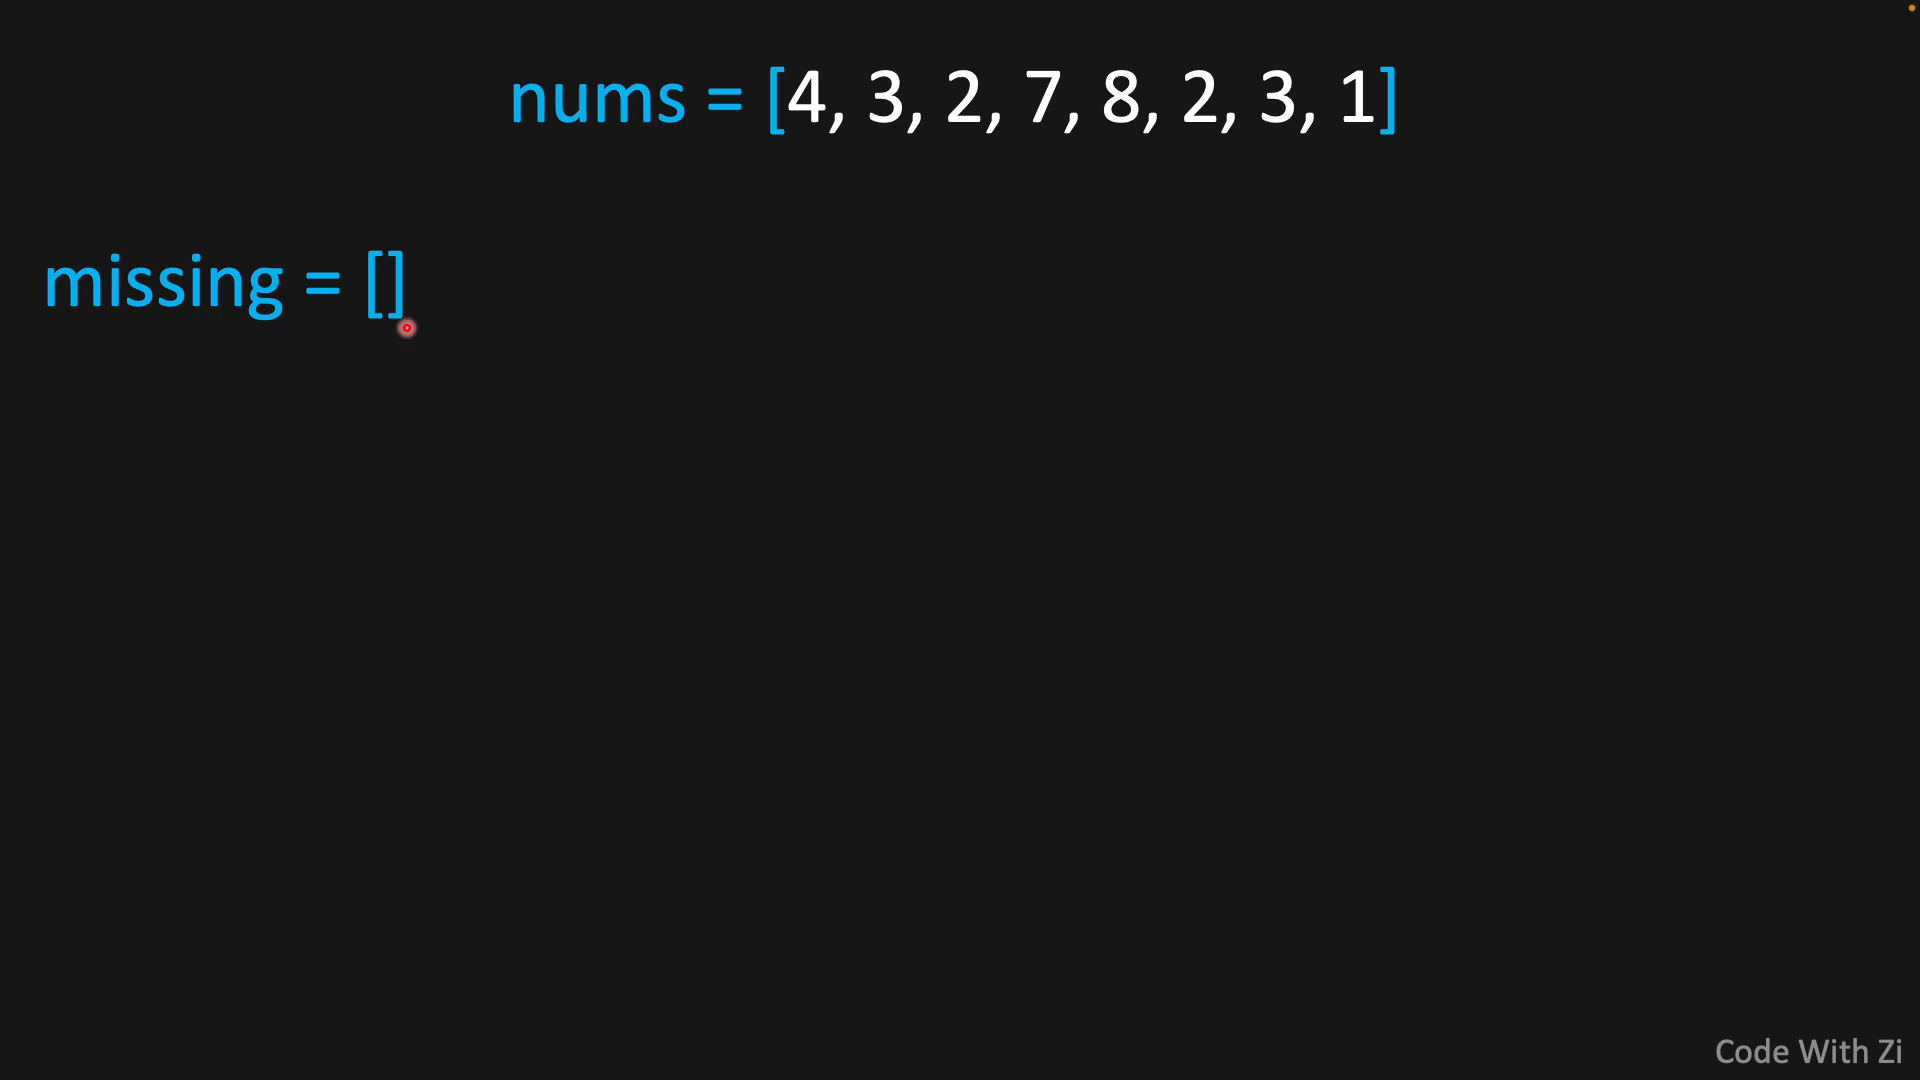 nums = [4, 3, 2, 7, 8, 2, 3, 1]
missing = []
Code With Zi